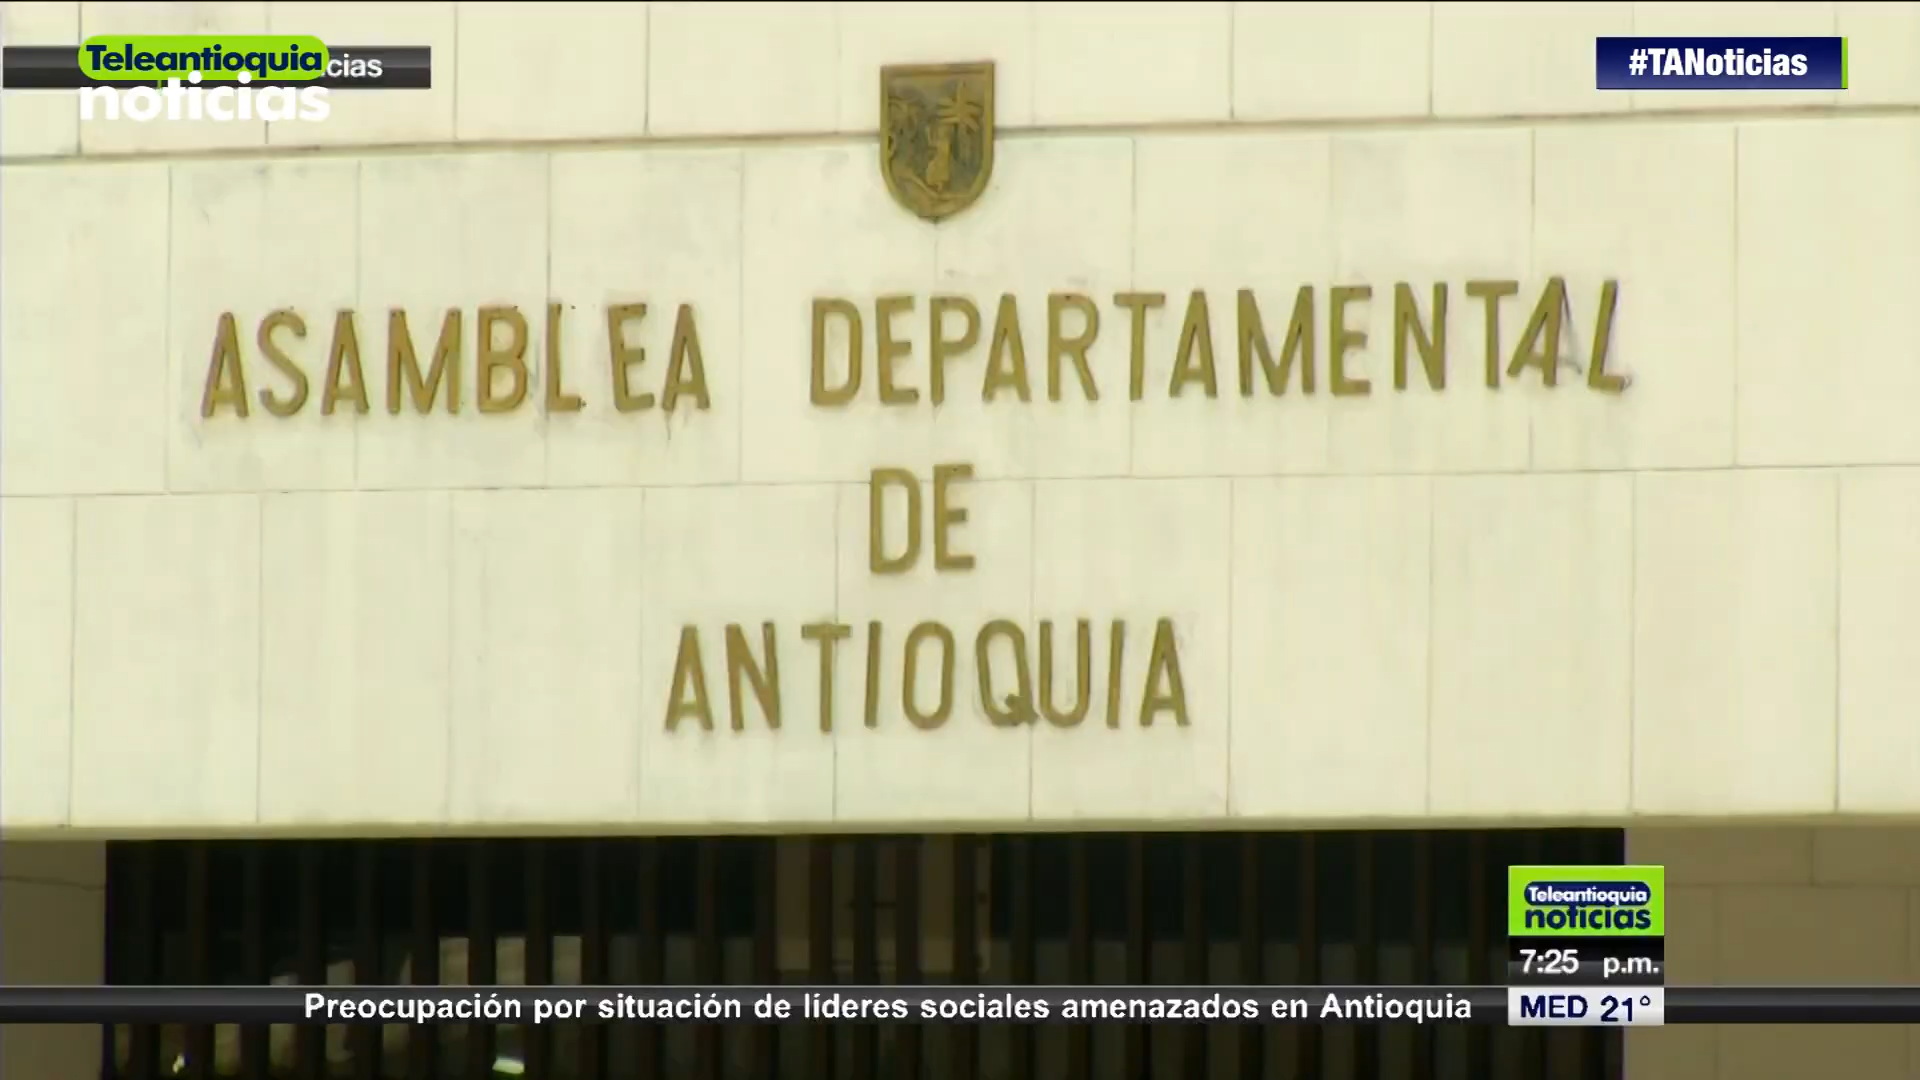 Teleantioquia
noticias
cias
#TANoticias
ASAMBLEA DEPARTAMENTAL
DE
ANTIOQUIA
Teleantioquia
noticias
7:25 p.m.
Preocupación por situación de líderes sociales amenazados en Antioquia
MED 21°